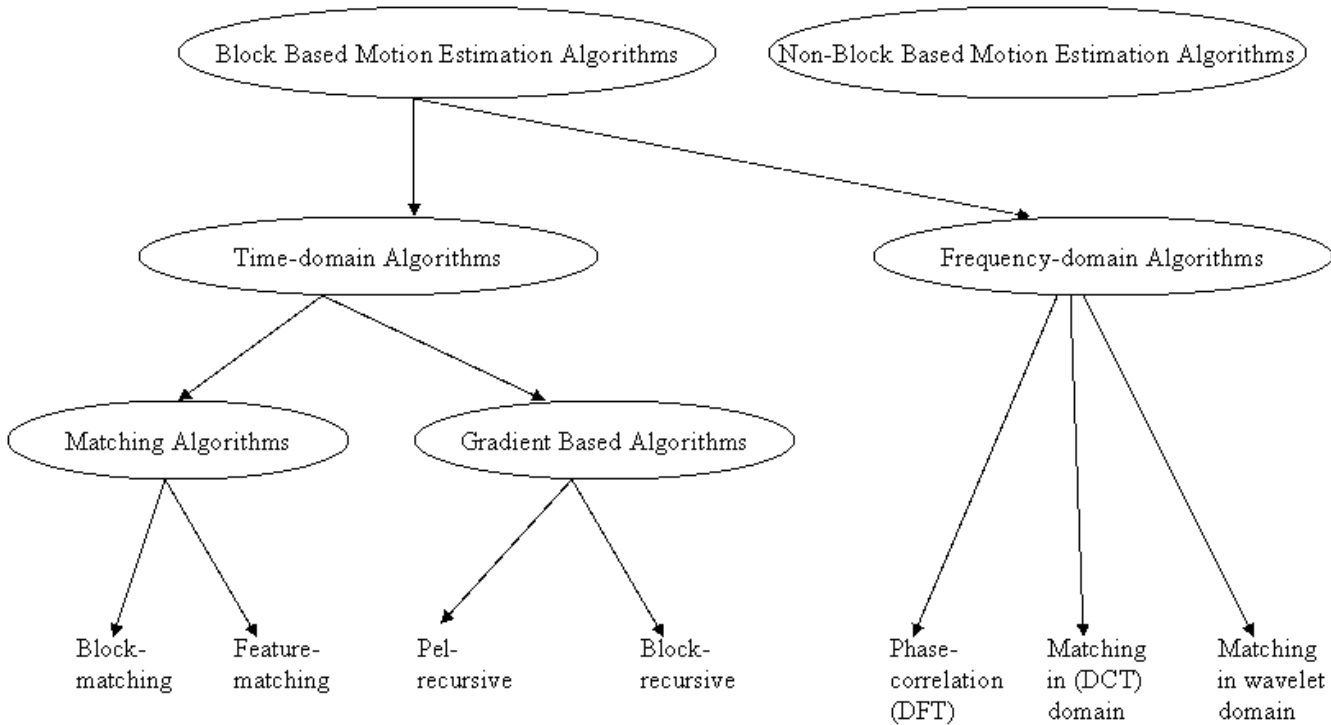 Block Based Motion Estimation Algorithms
Non-Block Based Motion Estimation Algorithms
Time-domain Algorithms
Frequency-domain Algorithms
Matching Algorithms
Gradient Based Algorithms
Block-
matching
Feature-
matching
Pel-
recursive
Block-
recursive
Phase-
correlation
(DFT)
Matching
in (DCT)
domain
Matching
in wavelet
domain